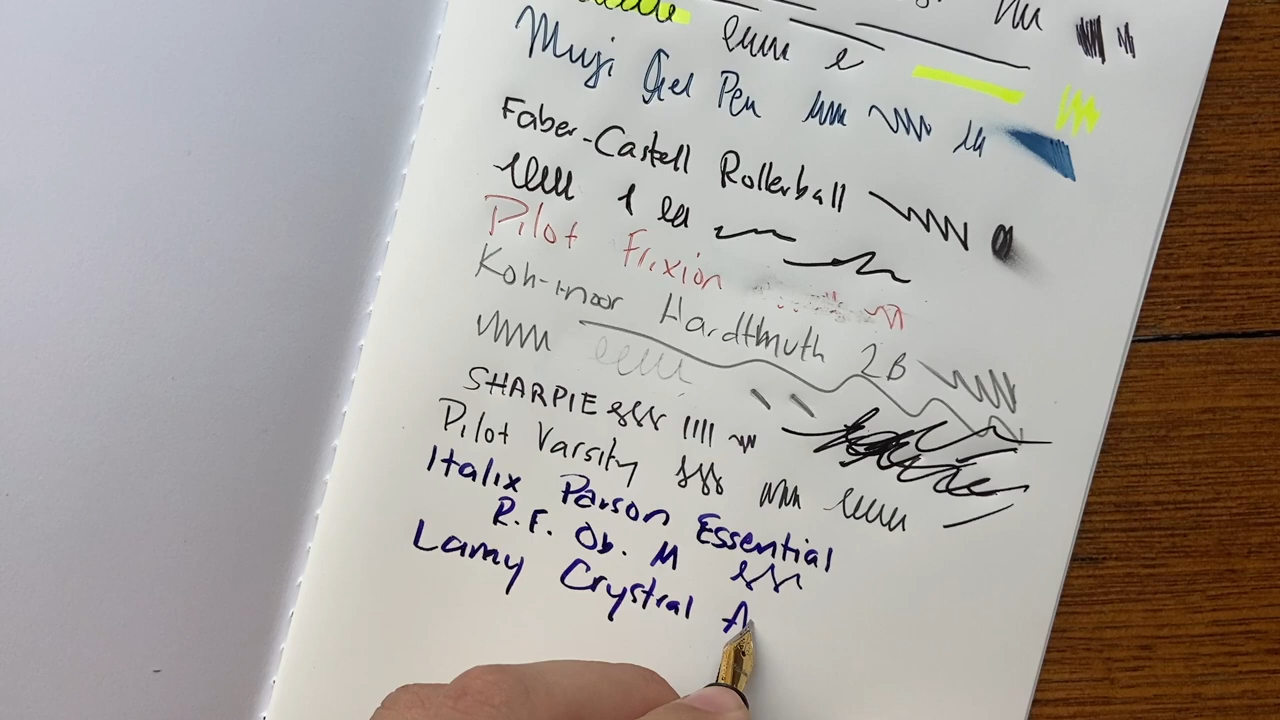 Muji Gel Pen
Faber-Castell Rollerball
Pilot Frixion
Koh-inoor Hardtmuth 2B
SHARPIE
Pilot Varsity
Italix Parson Essential
R.F. Ob. M
Lamy Crystral A